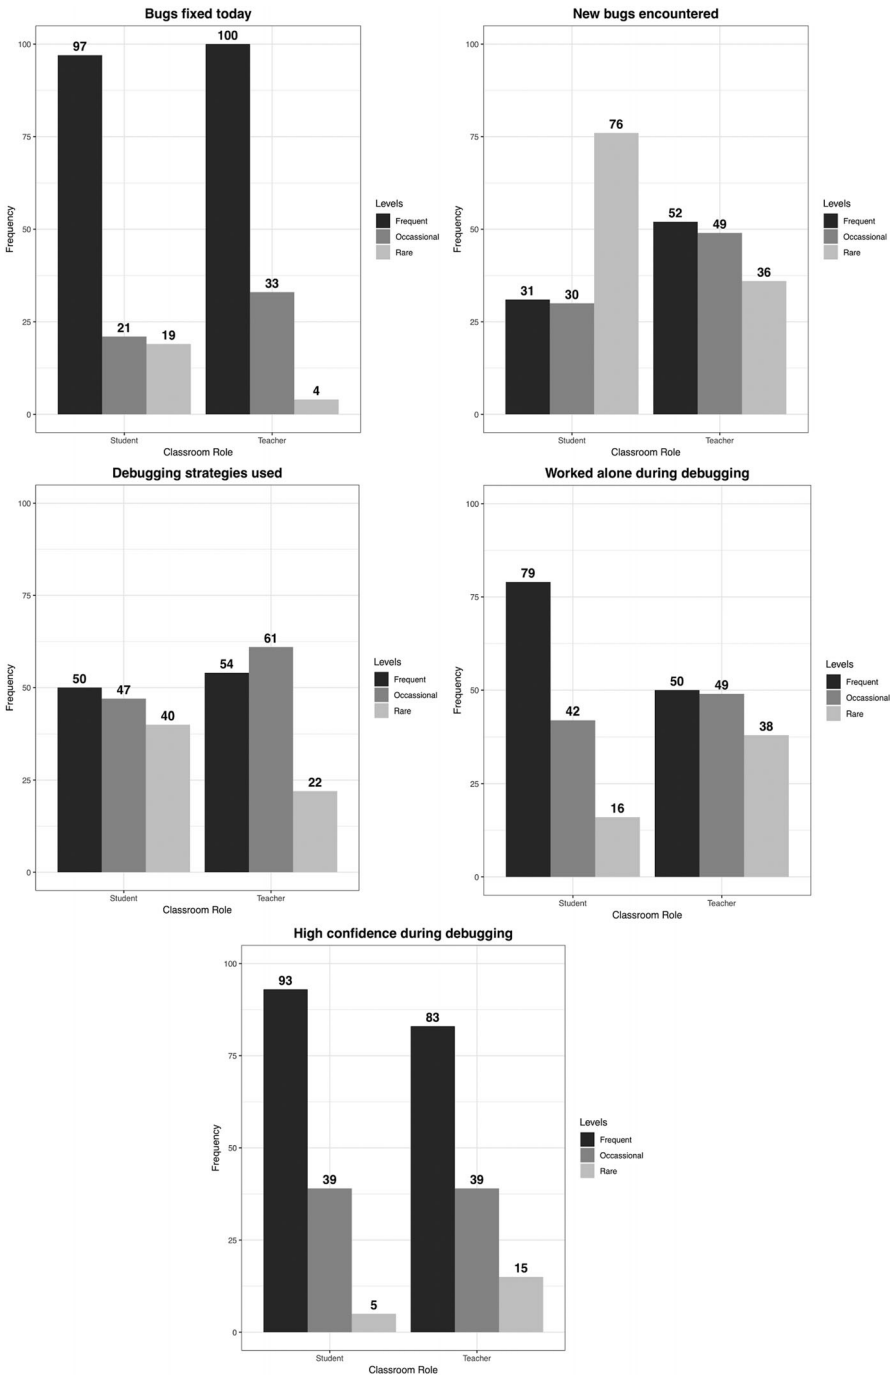 Bugs fixed today
97
100
21
19
33
4
100
75
50
25
0
Frequency
Student
Teacher
Classroom Role
Levels
Frequent
Occassional
Rare
New bugs encountered
31
30
76
52
49
36
100
75
50
25
0
Frequency
Student
Teacher
Classroom Role
Levels
Frequent
Occassional
Rare
Debugging strategies used
50
47
40
54
61
22
100
75
50
25
0
Frequency
Student
Teacher
Classroom Role
Levels
Frequent
Occassional
Rare
Worked alone during debugging
79
42
16
50
49
38
100
75
50
25
0
Frequency
Student
Teacher
Classroom Role
Levels
Frequent
Occassional
Rare
High confidence during debugging
93
39
5
83
39
15
100
75
50
25
0
Frequency
Student
Teacher
Classroom Role
Levels
Frequent
Occassional
Rare